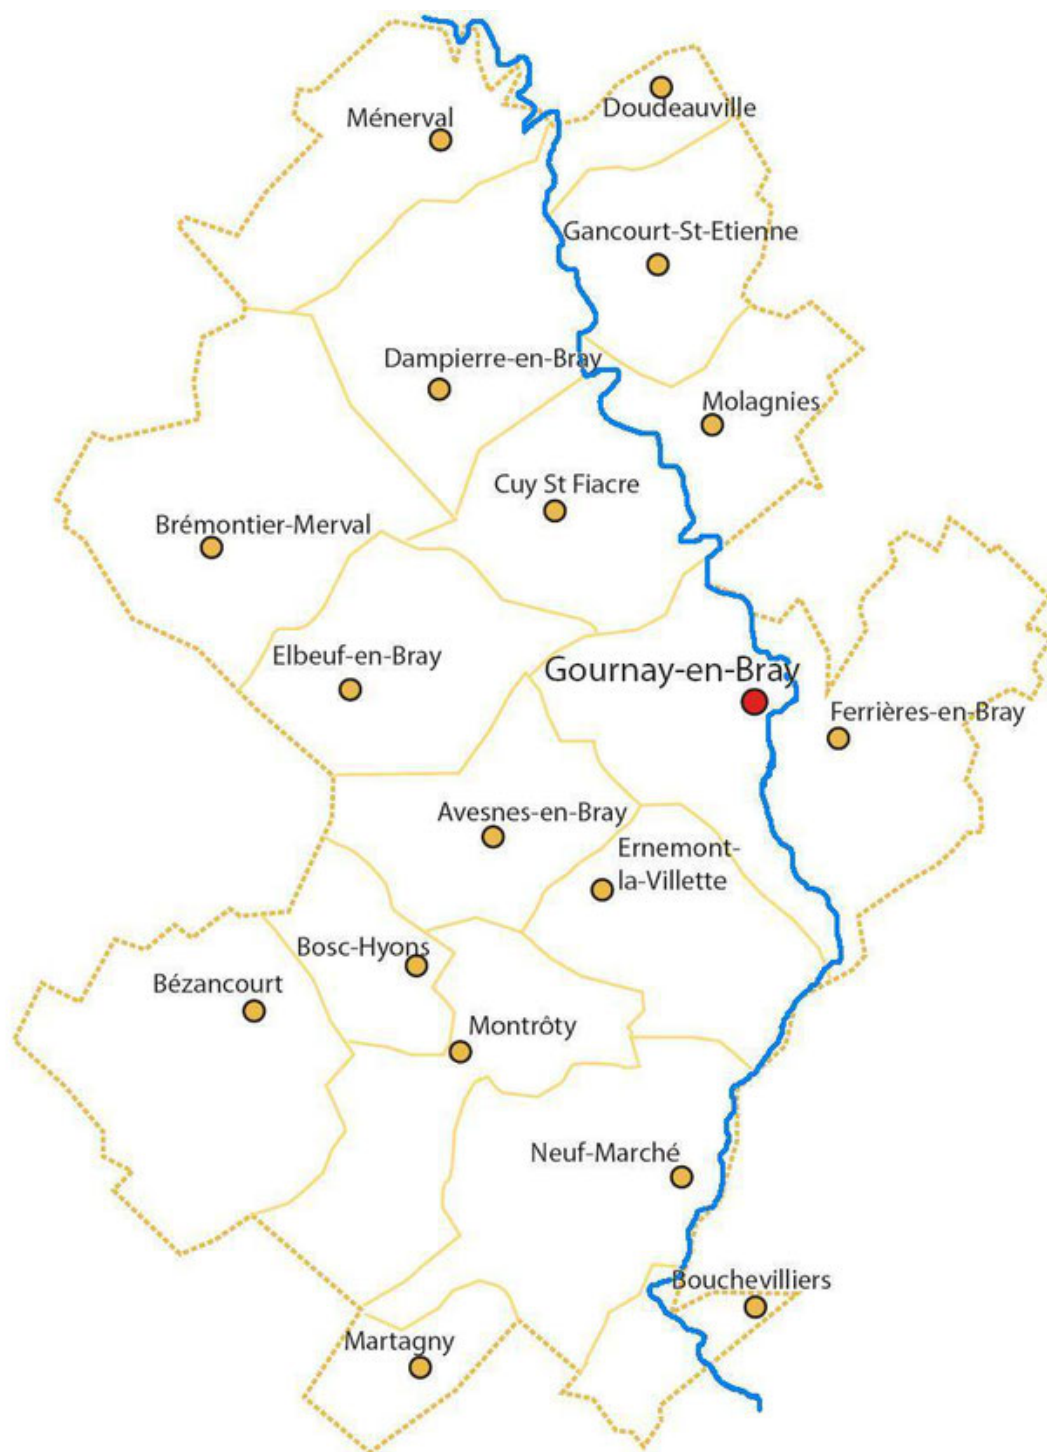 Doudeauville
Ménerval
Gancourt-St-Etienne
Dampierre-en-Bray
Molagnies
Cuy St Fiacre
Brémontier-Merval
Elbeuf-en-Bray
Gournay-en-Bray
Ferrières-en-Bray
Avesnes-en-Bray
Ernemont-
la-Villette
Bosc-Hyons
Bézancourt
Montrôty
Neuf-Marché
Bouchevilliers
Martagny